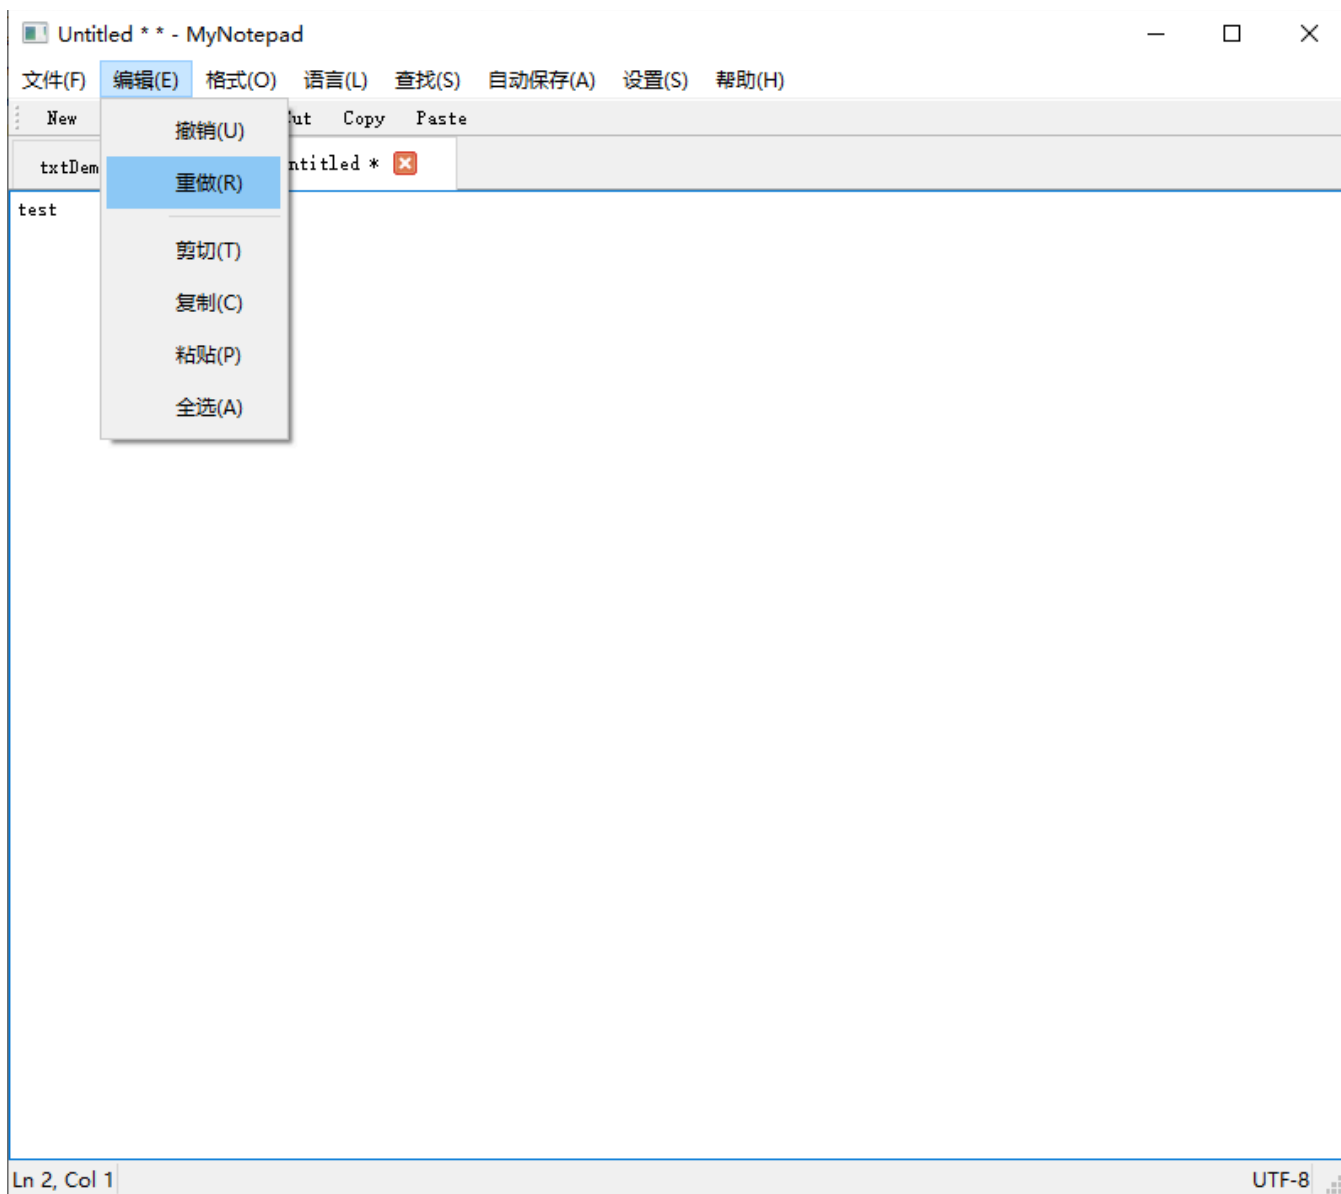 Untitled * * - MyNotepad
文件(F) 编辑(E) 格式(O) 语言(L) 查找(S) 自动保存(A) 设置(S) 帮助(H)
New Copy Paste
*
test
撤销(U)
重做(R)
剪切(T)
复制(C)
粘贴(P)
全选(A)
Ln 2, Col 1 UTF-8